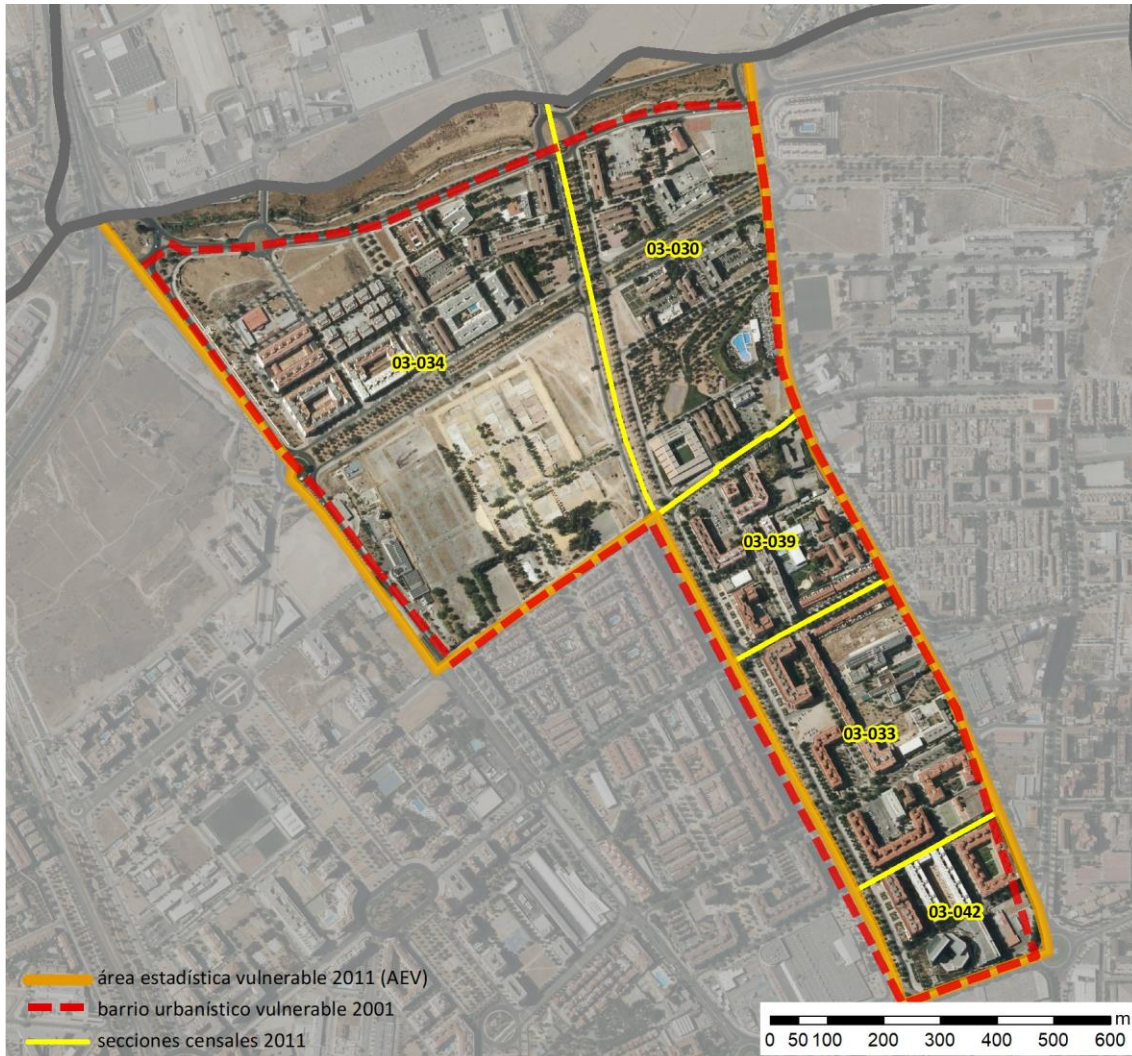 03-030
03-034
03-039
03-033
03-042
área estadística vulnerable 2011 (AEV)
barrio urbanístico vulnerable 2001
secciones censales 2011
m
0 50 100 200 300 400 500 600